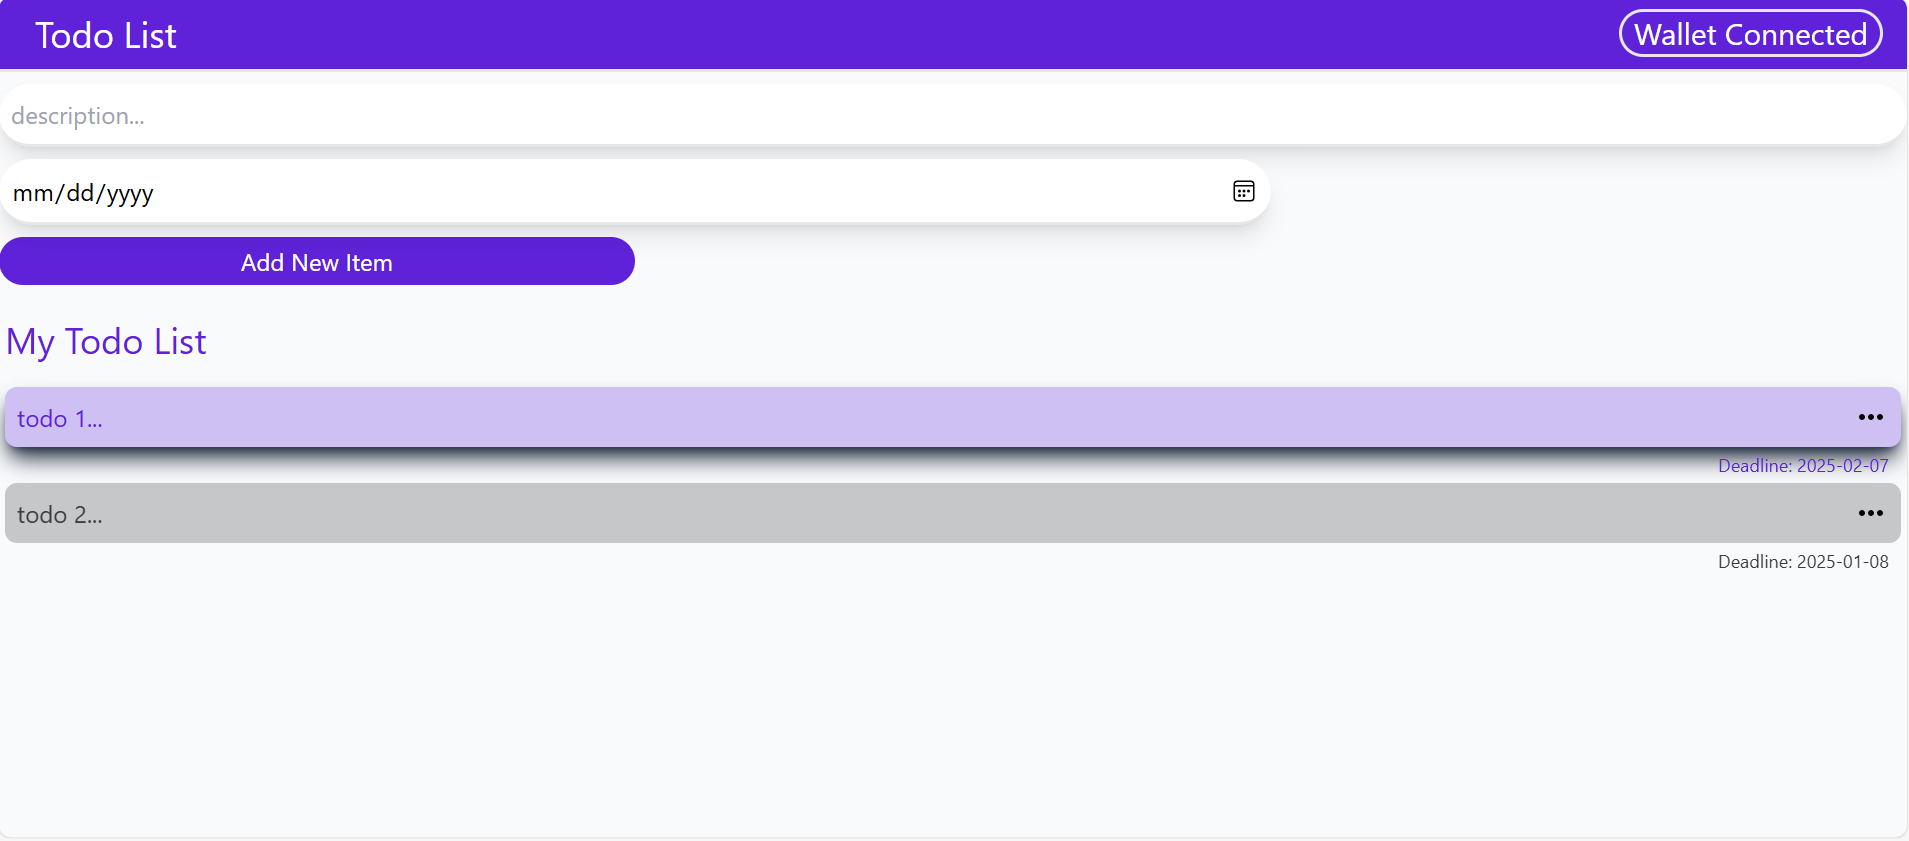 Todo List
Wallet Connected
description...
mm/dd/yyyy
Add New Item
My Todo List
todo 1...
Deadline: 2025-02-07
todo 2...
Deadline: 2025-01-08